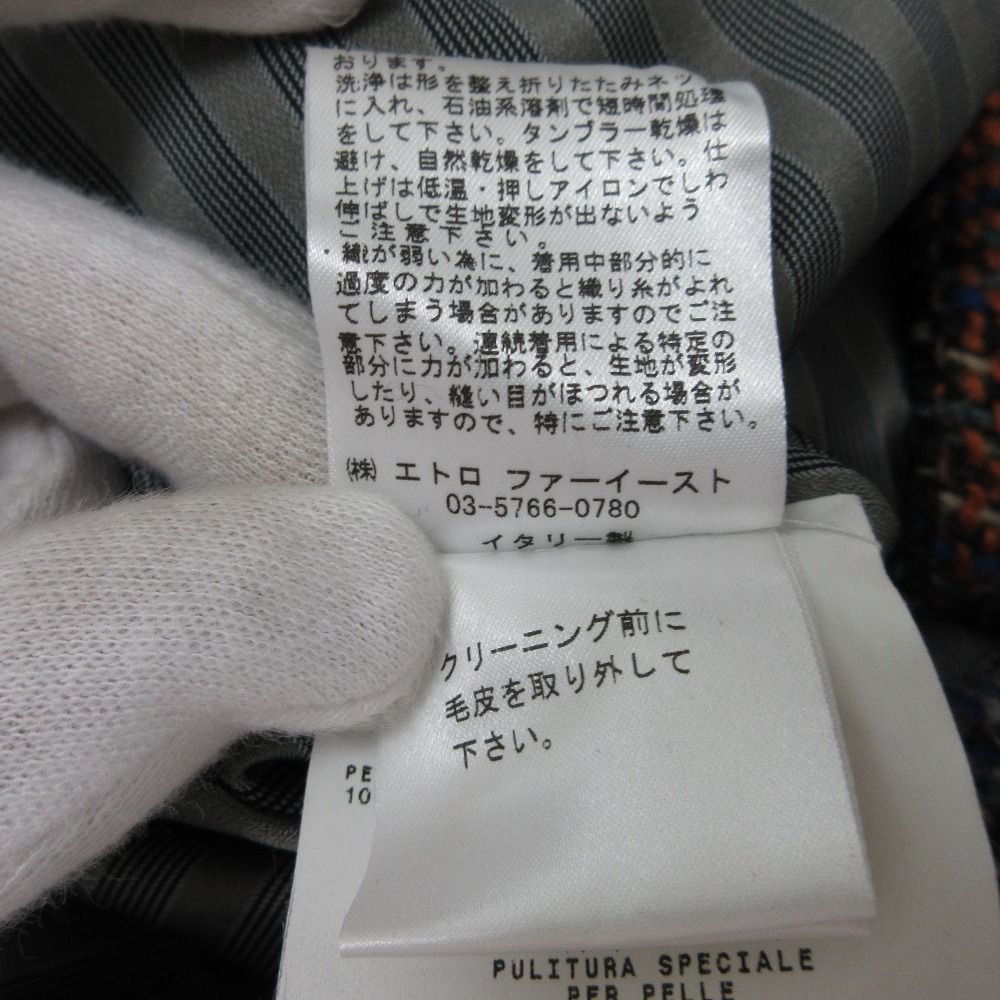 おります。
洗浄は形を整え折りたたみネッ
に入れ、石油系溶剤で短時間処理
をして下さい。タンブラー乾燥は
避け、自然乾燥をして下さい。仕
上げは低温・押しアイロンでしわ
伸ばしで生地変形が出ないよう
ご注意下さい。
・織が弱い為に、着用中部分的に
過度の力が加わると織り糸がよれ
てしまう場合がありますのでご注
意下さい。連続着用による特定の
部分に力が加わると、生地が変形
したり、縫い目がほつれる場合が
ありますので、特にご注意下さい。
㈱ エトロ ファーイースト
03-5766-0780
イタリー製
クリーニング前に
毛皮を取り外して
下さい。
PE
10
PULITURA SPECIALE
PER PELLE